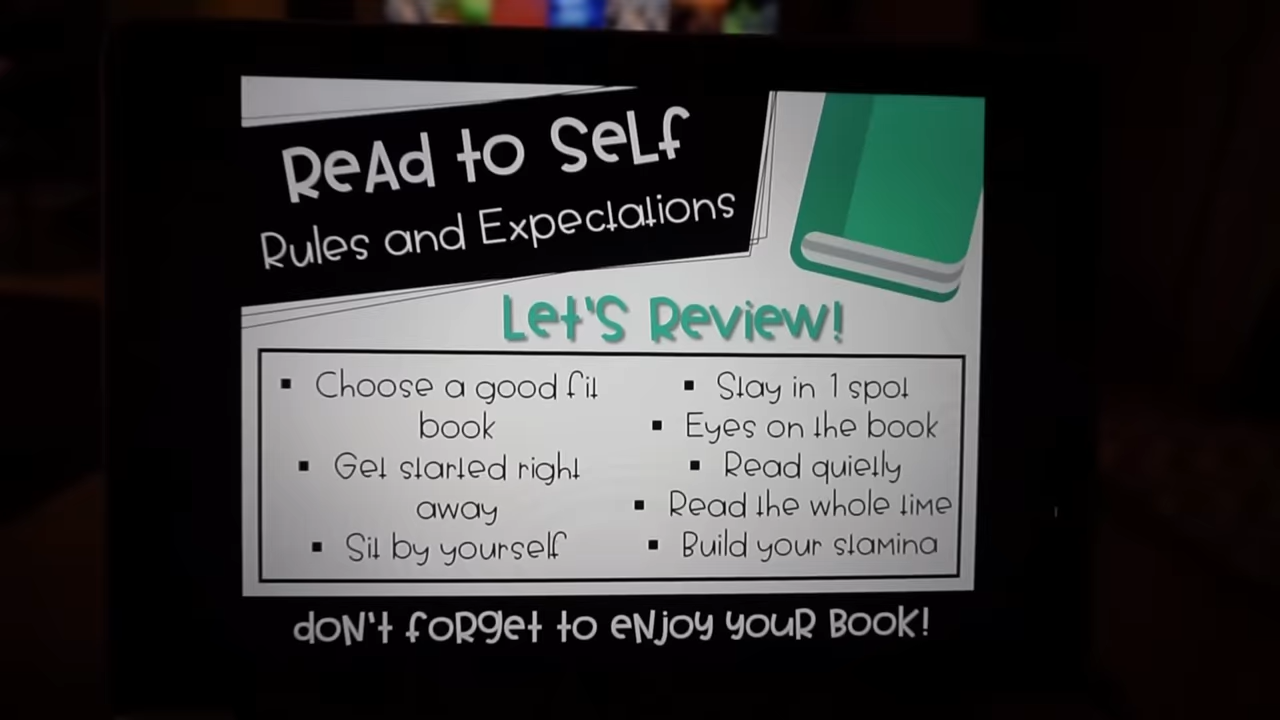 Read to Self
Rules and Expectations
Let's Review!
▪ Choose a good fit
book
▪ Get started right
away
▪ Sit by yourself
▪ Stay in 1 spot
▪ Eyes on the book
▪ Read quietly
▪ Read the whole time
▪ Build your stamina
don't forget to enjoy your book!